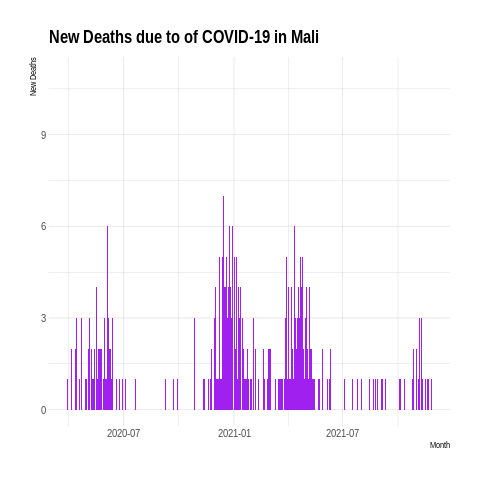 New Deaths due to of COVID-19 in Mali
New Deaths
9
6
3
0
2020-07 2021-01 2021-07
Month